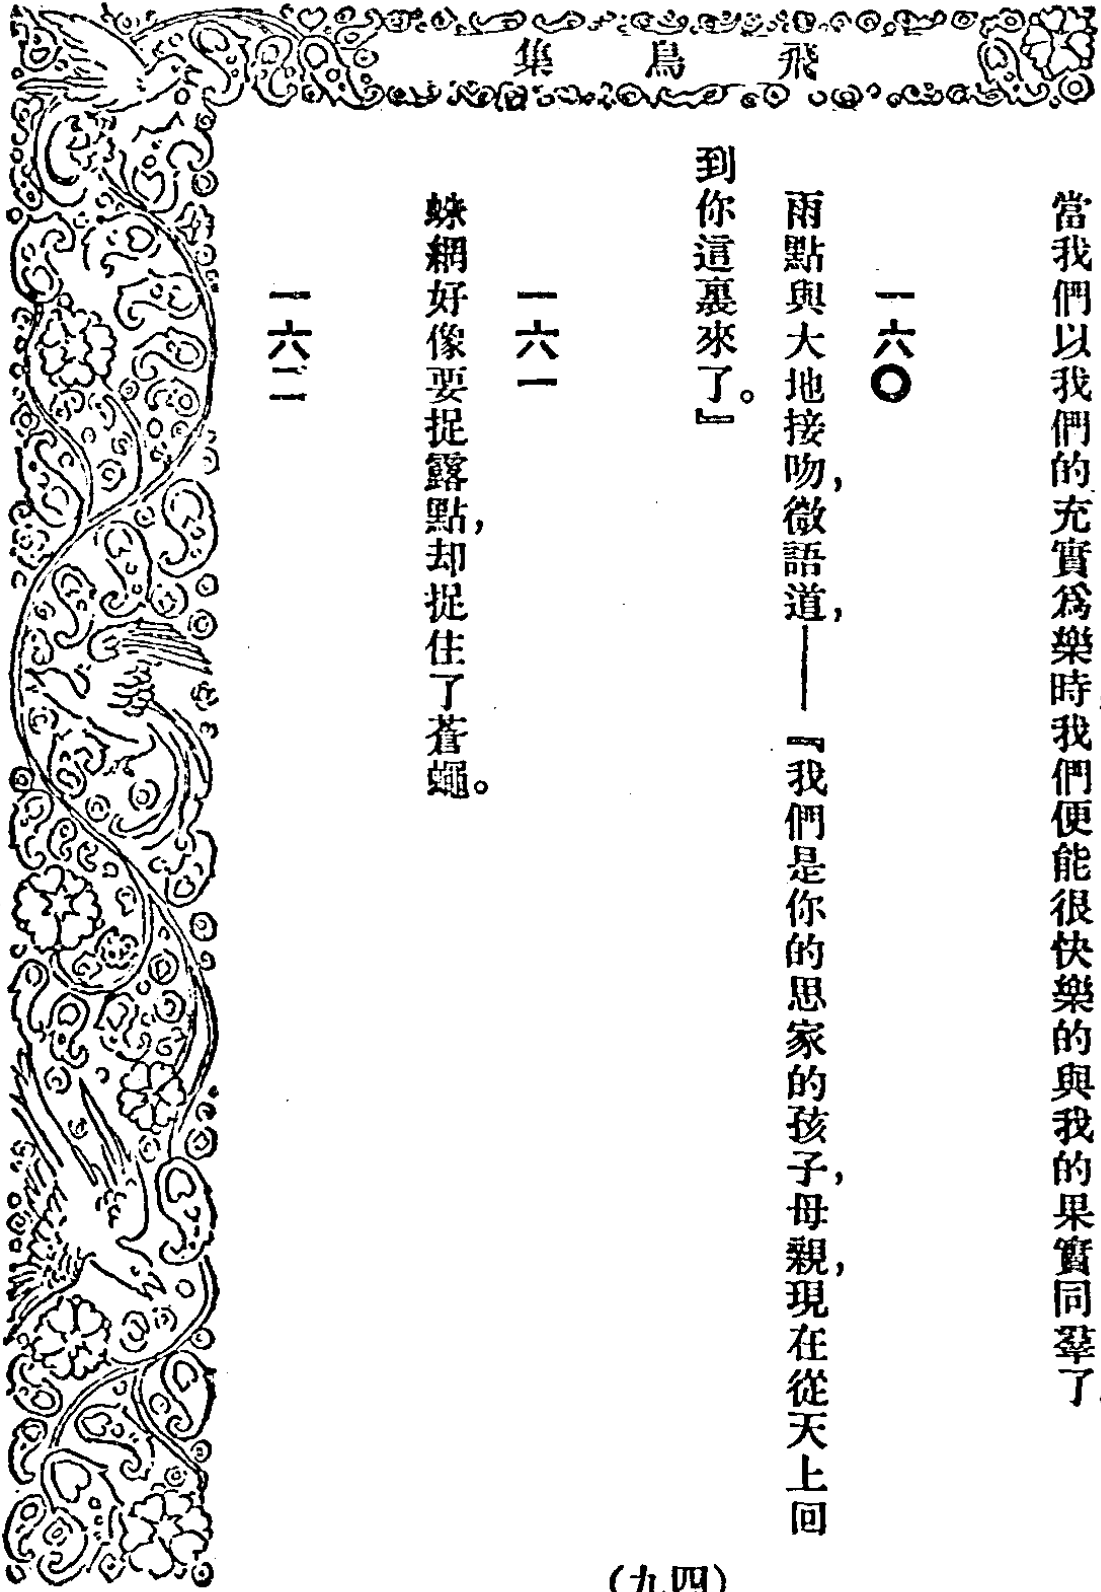 飛鳥集
當我們以我們的充實爲樂時,我們便能很快樂的與我的果實同羣了
一六〇
雨點與大地接吻,微語道,——『我們是你的思家的孩子,母親,現在從天上回
到你這裏來了。』
一六一
蛛網好像要捉露點,却捉住了蒼蠅。
一六二
(九四)